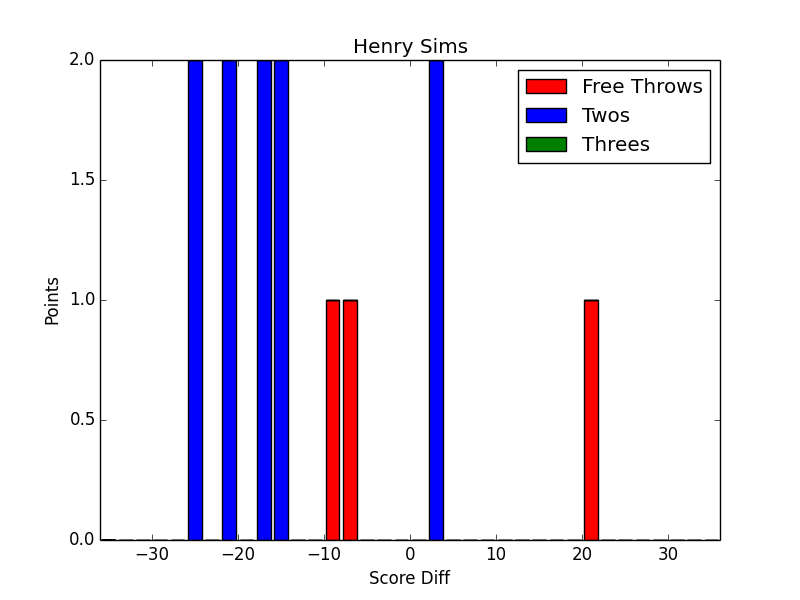 Henry Sims
Free Throws
Twos
Threes
2.0
1.5
1.0
0.5
0.0
Points
−30 −20 −10 0 10 20 30
Score Diff